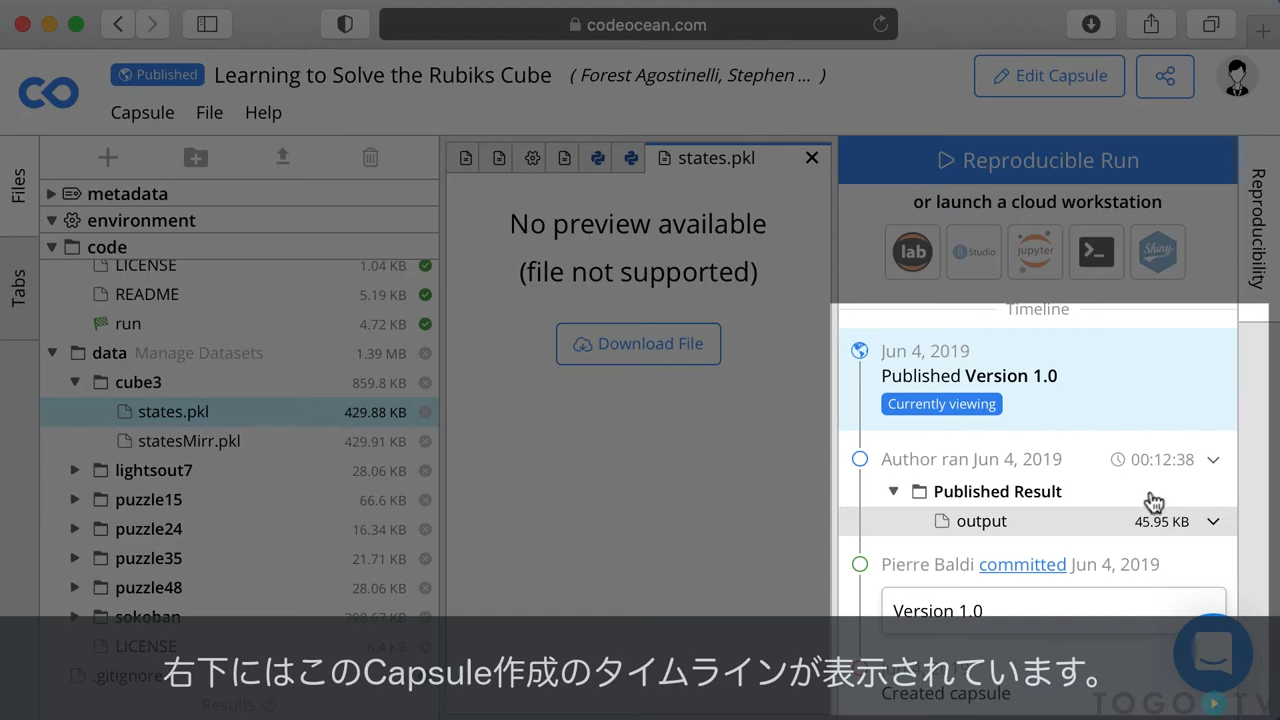 codeocean.com
Published
Learning to Solve the Rubiks Cube
( Forest Agostinelli, Stephen ... )
Edit Capsule
Capsule File Help
Files
Tabs
metadata
environment
code
LICENSE 1.04 KB
README 5.19 KB
run 4.72 KB
data Manage Datasets 1.39 MB
cube3 859.8 KB
states.pkl 429.88 KB
statesMirr.pkl 429.91 KB
lightsout7 28.06 KB
puzzle15 66.6 KB
puzzle24 16.34 KB
puzzle35 21.71 KB
puzzle48 28.06 KB
sokoban 398.67 KB
LICENSE 6.4 KB
.gitignore
Results
states.pkl
No preview available
(file not supported)
Download File
Reproducible Run
or launch a cloud workstation
lab
Studio
jupyter
Shiny
Reproducibility
Timeline
Jun 4, 2019
Published Version 1.0
Currently viewing
Author ran Jun 4, 2019 00:12:38
Published Result
output 45.95 KB
Pierre Baldi committed Jun 4, 2019
Version 1.0
Created capsule
右下にはこのCapsule作成のタイムラインが表示されています。
TOGO TV